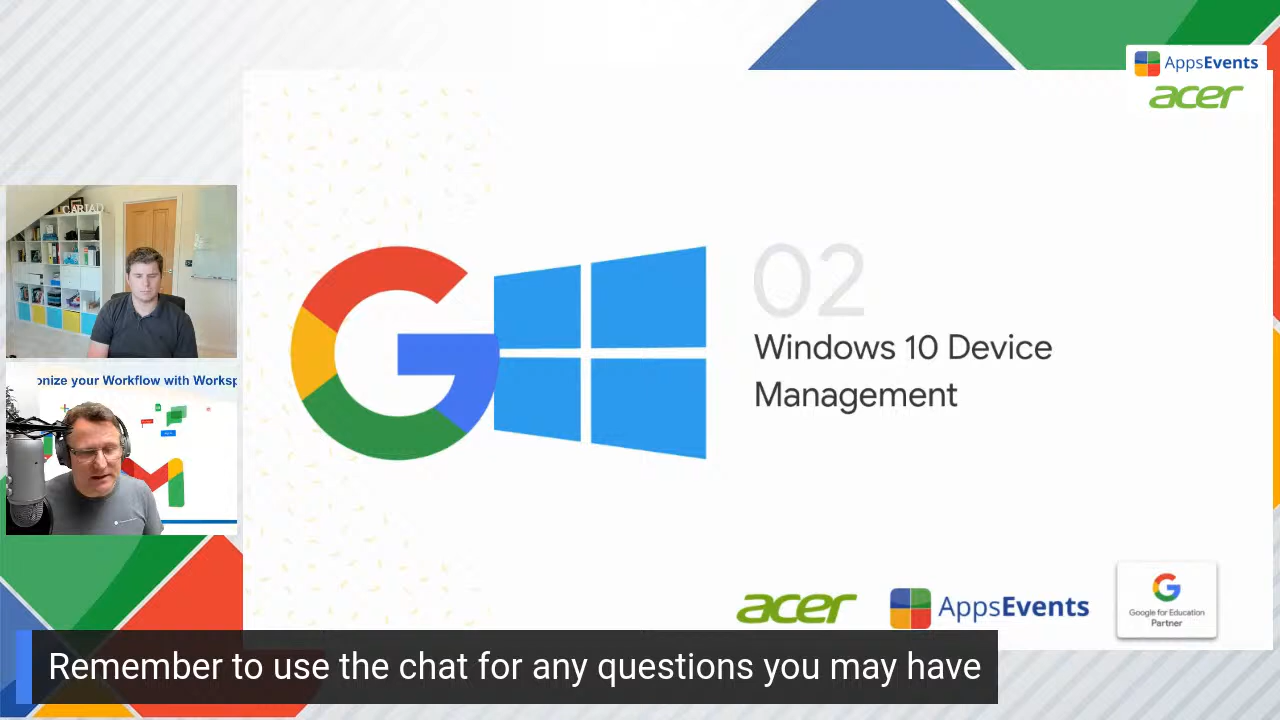 AppsEvents
acer
CARIAD
onize your Workflow with Worksp
02
Windows 10 Device
Management
acer
AppsEvents
Google for Education
Partner
Remember to use the chat for any questions you may have